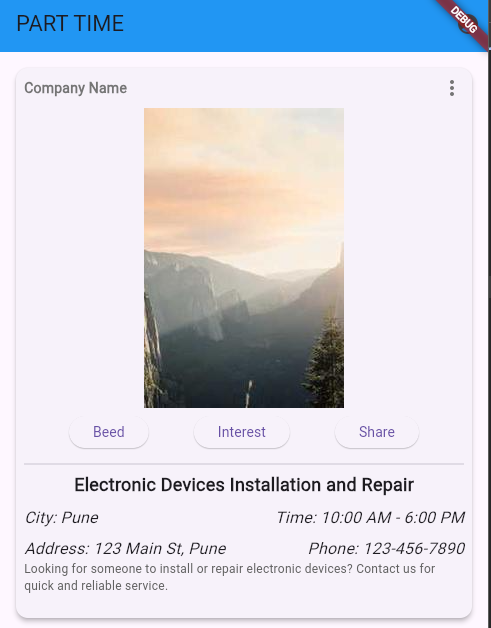 PART TIME
DEBUG
Company Name
Beed Interest Share
Electronic Devices Installation and Repair
City: Pune Time: 10:00 AM - 6:00 PM
Address: 123 Main St, Pune Phone: 123-456-7890
Looking for someone to install or repair electronic devices? Contact us for
quick and reliable service.